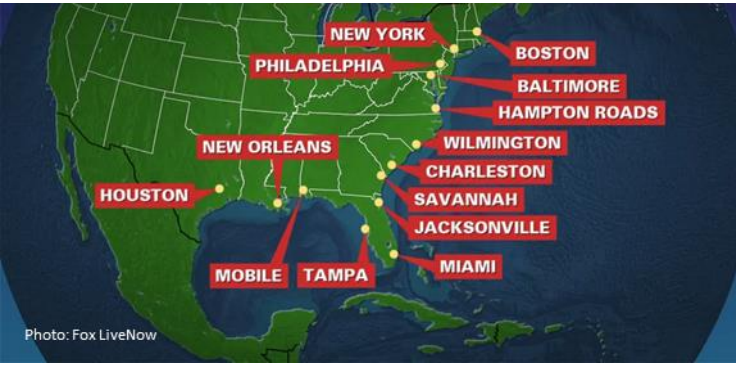 NEW YORK
BOSTON
PHILADELPHIA
BALTIMORE
HAMPTON ROADS
WILMINGTON
NEW ORLEANS
CHARLESTON
HOUSTON
SAVANNAH
JACKSONVILLE
MOBILE
TAMPA
MIAMI
Photo: Fox LiveNow